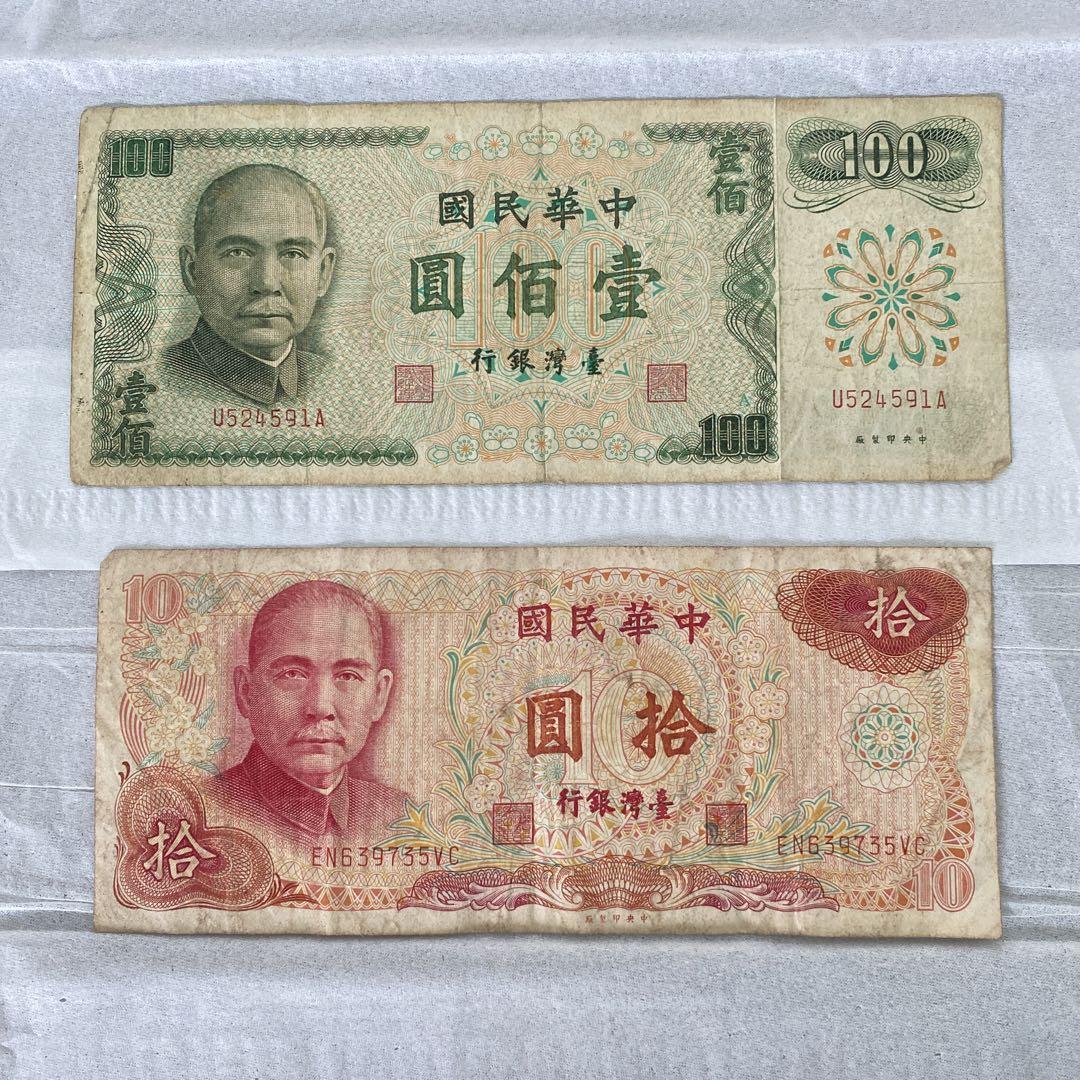 100
壹佰
100
中華民國
壹佰圓
臺灣銀行
壹佰
U524591A
U524591A
A
100
中央印製廠
10
拾
中華民國
拾圓
10
臺灣銀行
拾
EN639735VC
EN639735VC
10
中央印製廠